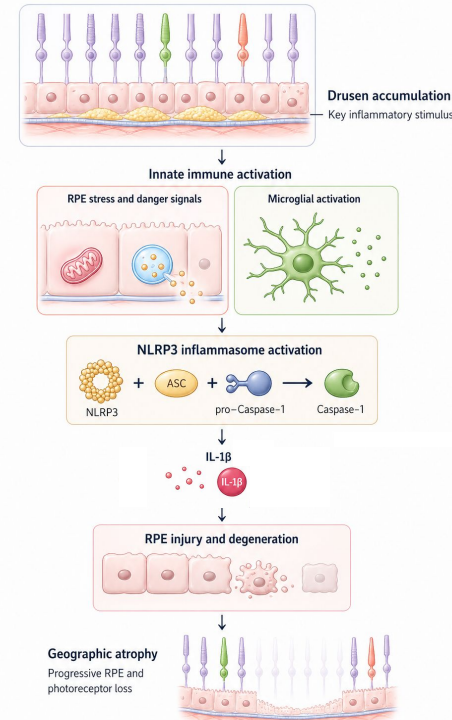 Drusen accumulation
Key inflammatory stimulus
Innate immune activation
RPE stress and danger signals
Microglial activation
NLRP3 inflammasome activation
NLRP3
+
ASC
+
pro–Caspase–1
Caspase–1
IL-1β
IL-1β
RPE injury and degeneration
Geographic atrophy
Progressive RPE and
photoreceptor loss